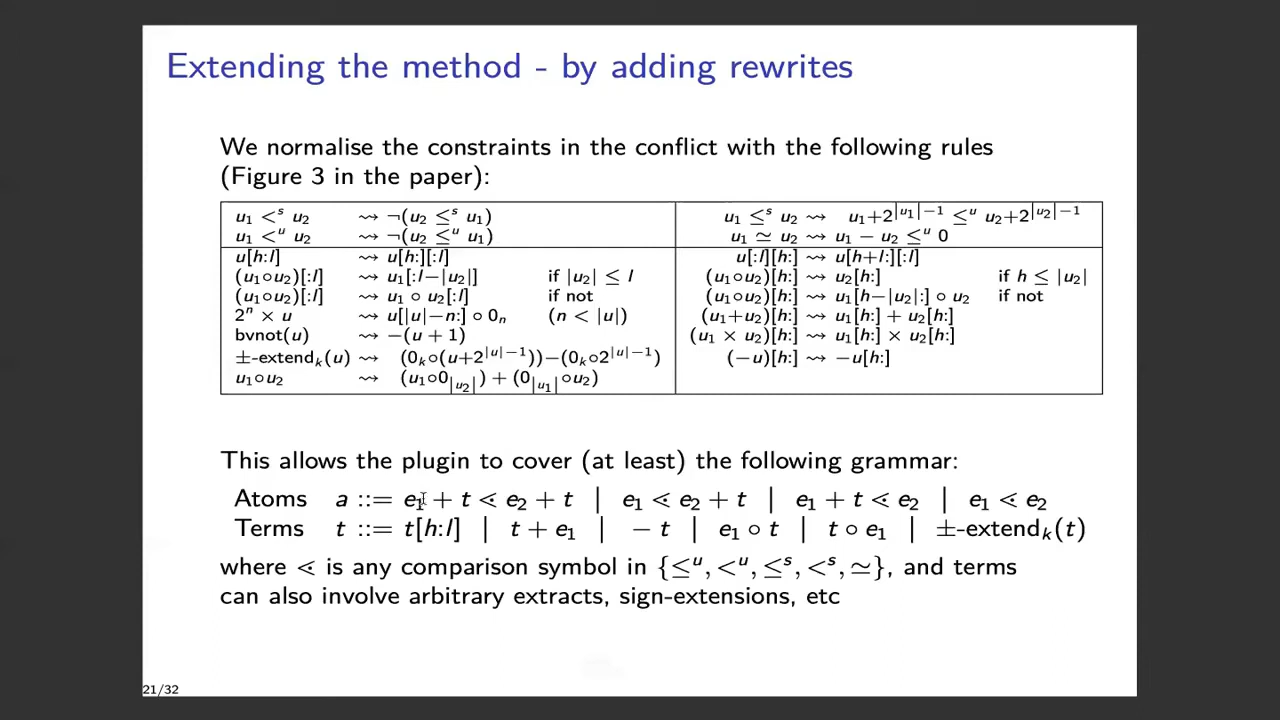 Extending the method - by adding rewrites
We normalise the constraints in the conflict with the following rules
(Figure 3 in the paper):
u₁ <ˢ u₂ ⇝ ¬(u₂ ≤ˢ u₁)
u₁ <ᵘ u₂ ⇝ ¬(u₂ ≤ᵘ u₁)
u₁ ≤ˢ u₂ ⇝ u₁+2^{|u₁|−1} ≤ᵘ u₂+2^{|u₂|−1}
u₁ ≃ u₂ ⇝ u₁ − u₂ ≤ᵘ 0
u[h:l] ⇝ u[h:][:l]
(u₁∘u₂)[:l] ⇝ u₁[:l−|u₂|] if |u₂| ≤ l
(u₁∘u₂)[:l] ⇝ u₁ ∘ u₂[:l] if not
2ⁿ × u ⇝ u[|u|−n:] ∘ 0ₙ (n < |u|)
bvnot(u) ⇝ −(u + 1)
±-extendₖ(u) ⇝ (0ₖ∘(u+2^{|u|−1}))−(0ₖ∘2^{|u|−1})
u₁∘u₂ ⇝ (u₁∘0_{|u₂|}) + (0_{|u₁|}∘u₂)
u[:l][h:] ⇝ u[h+l:][:l]
(u₁∘u₂)[h:] ⇝ u₂[h:] if h ≤ |u₂|
(u₁∘u₂)[h:] ⇝ u₁[h−|u₂|:] ∘ u₂ if not
(u₁+u₂)[h:] ⇝ u₁[h:] + u₂[h:]
(u₁ × u₂)[h:] ⇝ u₁[h:] × u₂[h:]
(−u)[h:] ⇝ −u[h:]
This allows the plugin to cover (at least) the following grammar:
Atoms a ::= e₁ + t ⋖ e₂ + t | e₁ ⋖ e₂ + t | e₁ + t ⋖ e₂ | e₁ ⋖ e₂
Terms t ::= t[h:l] | t + e₁ | − t | e₁ ∘ t | t ∘ e₁ | ±-extendₖ(t)
where ⋖ is any comparison symbol in {≤ᵘ, <ᵘ, ≤ˢ, <ˢ, ≃}, and terms
can also involve arbitrary extracts, sign-extensions, etc
21/32